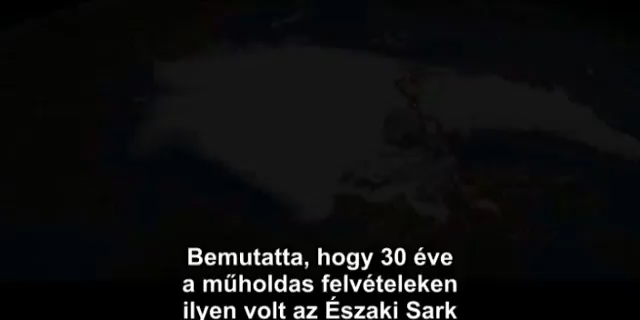 Bemutatta, hogy 30 éve
a műholdas felvételeken
ilyen volt az Északi Sark